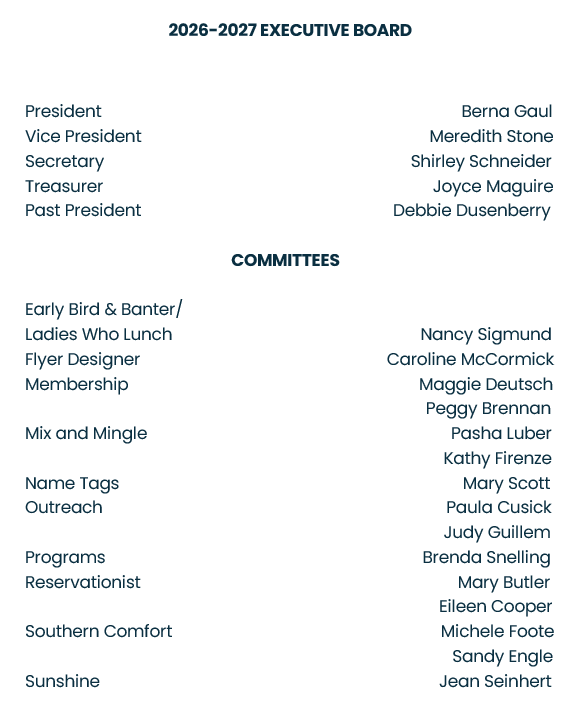 2026-2027 EXECUTIVE BOARD
President Berna Gaul
Vice President Meredith Stone
Secretary Shirley Schneider
Treasurer Joyce Maguire
Past President Debbie Dusenberry
COMMITTEES
Early Bird & Banter/
Ladies Who Lunch Nancy Sigmund
Flyer Designer Caroline McCormick
Membership Maggie Deutsch
Peggy Brennan
Mix and Mingle Pasha Luber
Kathy Firenze
Name Tags Mary Scott
Outreach Paula Cusick
Judy Guillem
Programs Brenda Snelling
Reservationist Mary Butler
Eileen Cooper
Southern Comfort Michele Foote
Sandy Engle
Sunshine Jean Seinhert